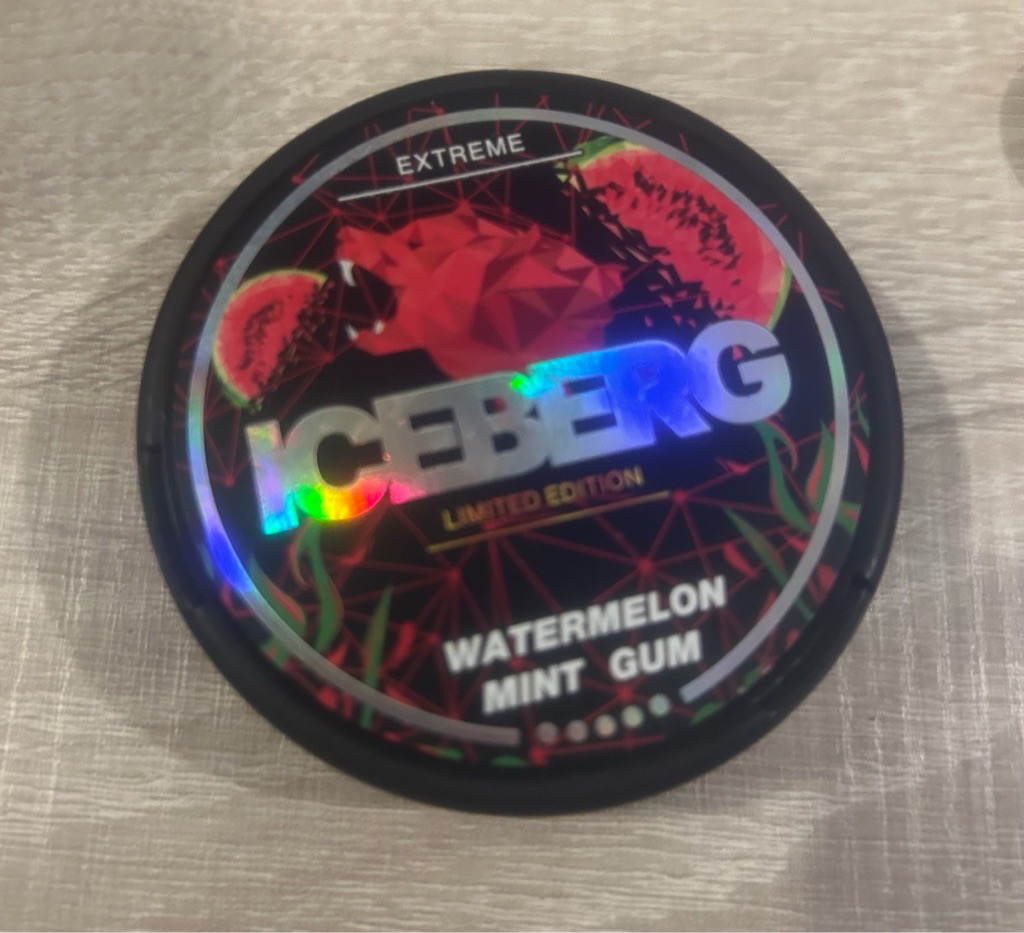 EXTREME
ICEBERG
LIMITED EDITION
WATERMELON
MINT GUM